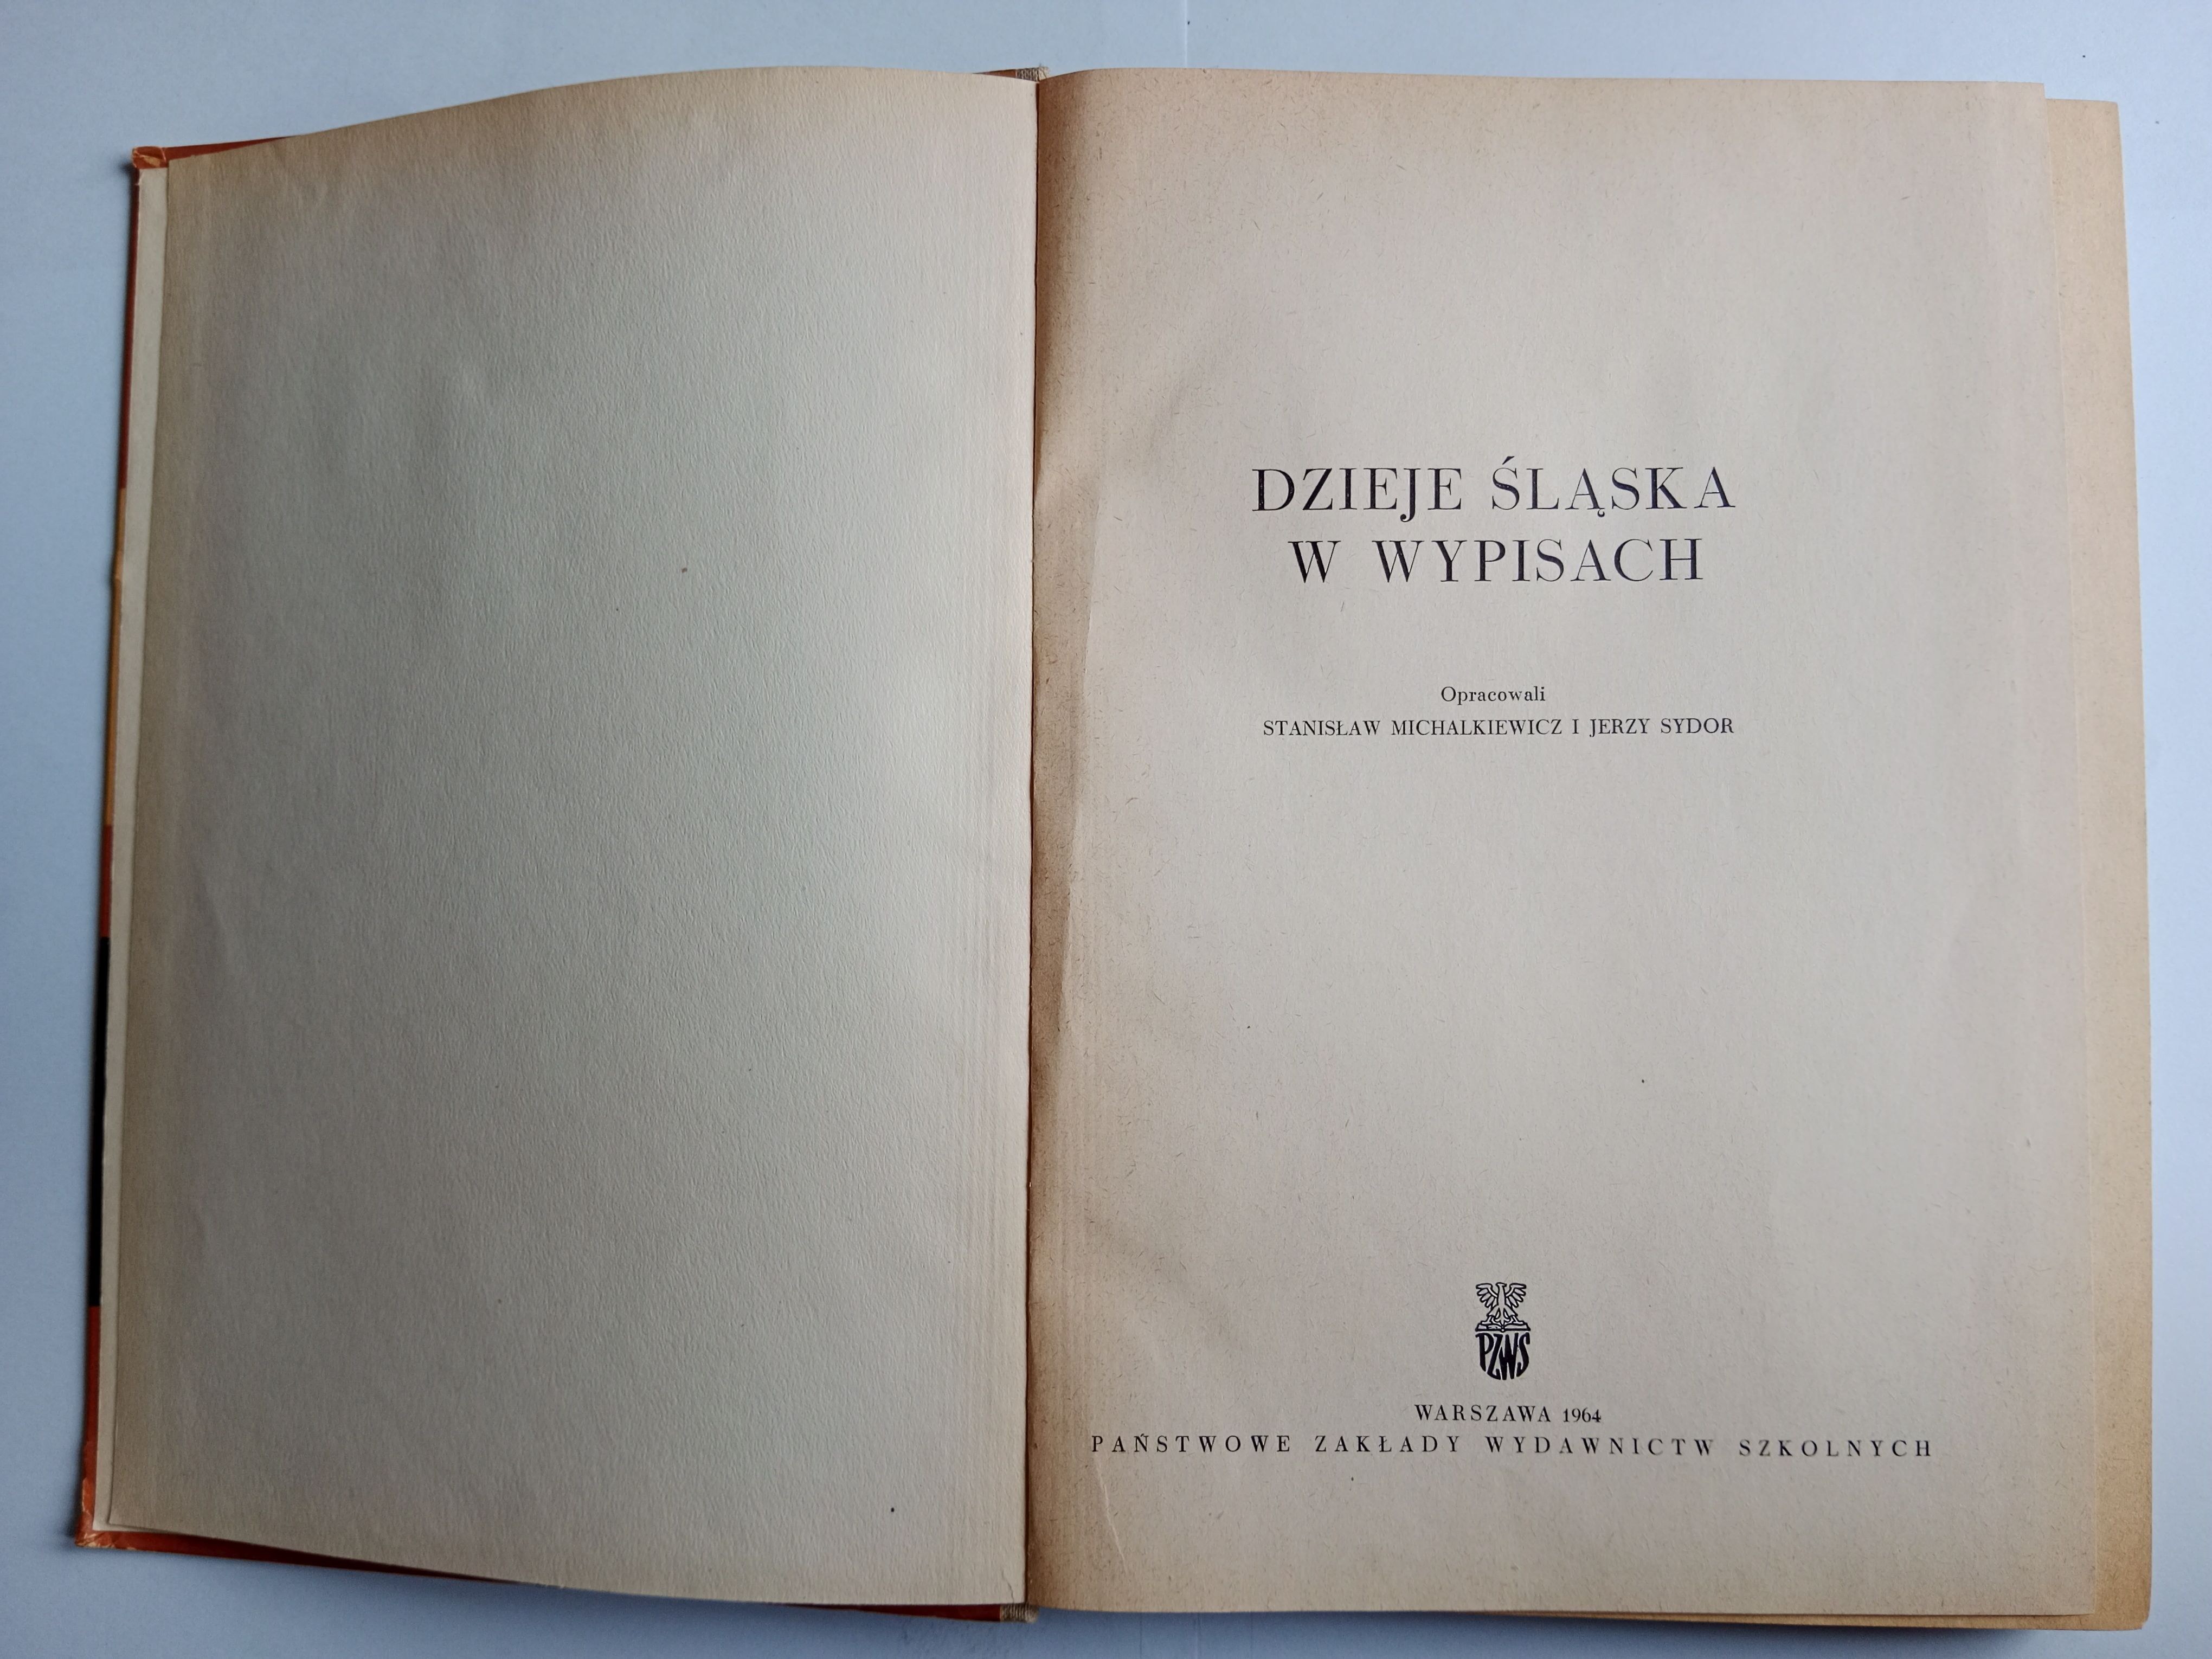 DZIEJE ŚLĄSKA
W WYPISACH
Opracowali
STANISŁAW MICHALKIEWICZ I JERZY SYDOR
PZWS
WARSZAWA 1964
PAŃSTWOWE ZAKŁADY WYDAWNICTW SZKOLNYCH